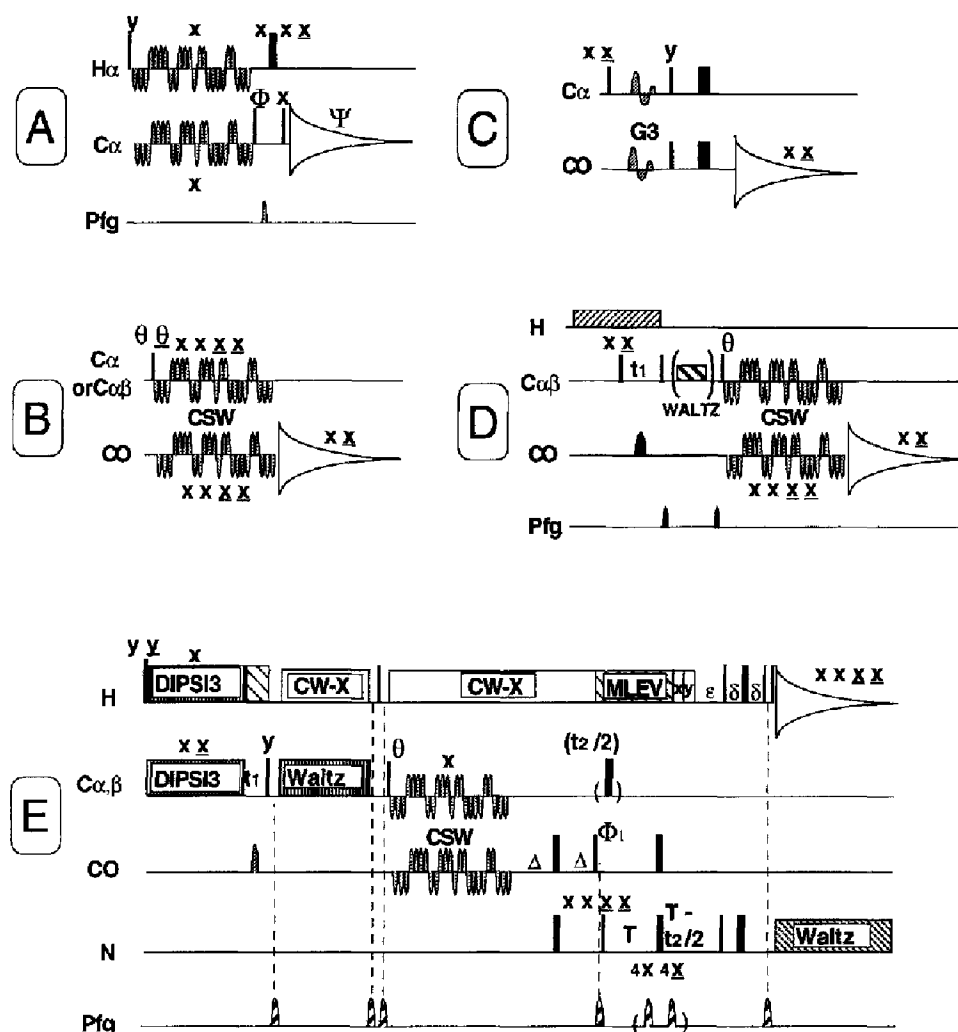 A
y x x x x
Hα
Φ x Ψ
Cα
x
Pfg
C
x x y
Cα
G3
CO x x
B
θ θ x x x x
Cα
orCαβ
CSW
CO x x
x x x x
D
H
x x θ
Cαβ t1 ( )
WALTZ
CSW
CO x x
x x x x
Pfg
E
y y x
H DIPSI3 CW-X CW-X MLEV xy ε δ δ x x x x
x x y θ x (t2/2)
Cα,β DIPSI3 t1 Waltz ( )
CSW Φ1
CO Δ Δ
x x x x
N T T - t2/2 Waltz
4x 4x
Pfg ( )